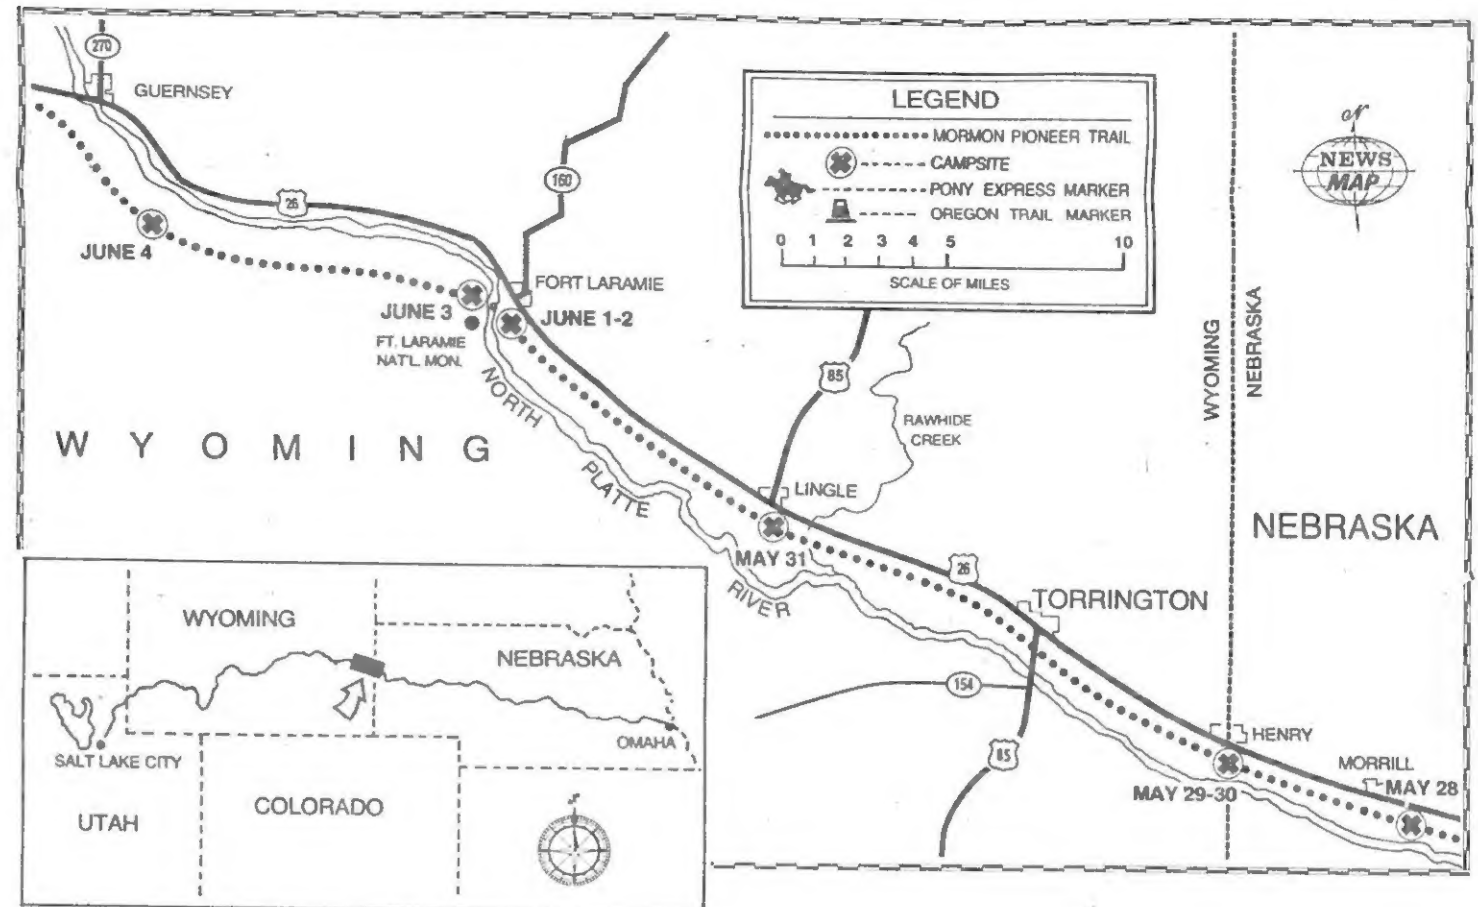 270
GUERNSEY
LEGEND
MORMON PIONEER TRAIL
CAMPSITE
PONY EXPRESS MARKER
OREGON TRAIL MARKER
0 1 2 3 4 5 10
SCALE OF MILES
N
NEWS
MAP
160
26
JUNE 4
FORT LARAMIE
JUNE 3
JUNE 1-2
FT. LARAMIE
NAT'L. MON.
WYOMING
NEBRASKA
85
NORTH
PLATTE
RIVER
RAWHIDE
CREEK
WYOMING
LINGLE
NEBRASKA
MAY 31
26
TORRINGTON
154
85
HENRY
MORRILL
MAY 28
MAY 29-30
WYOMING
NEBRASKA
OMAHA
SALT LAKE CITY
COLORADO
UTAH